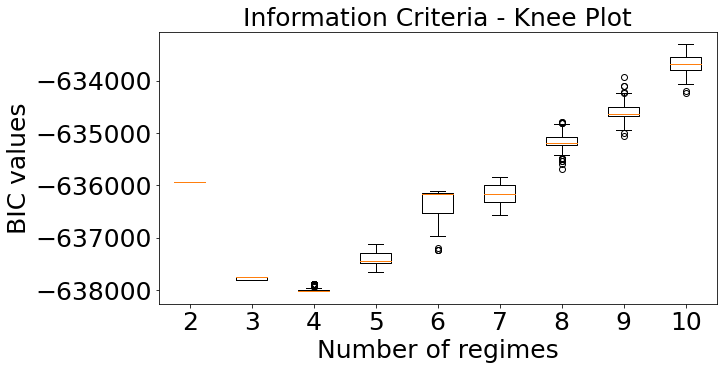 Information Criteria - Knee Plot
BIC values
−634000
−635000
−636000
−637000
−638000
2 3 4 5 6 7 8 9 10
Number of regimes